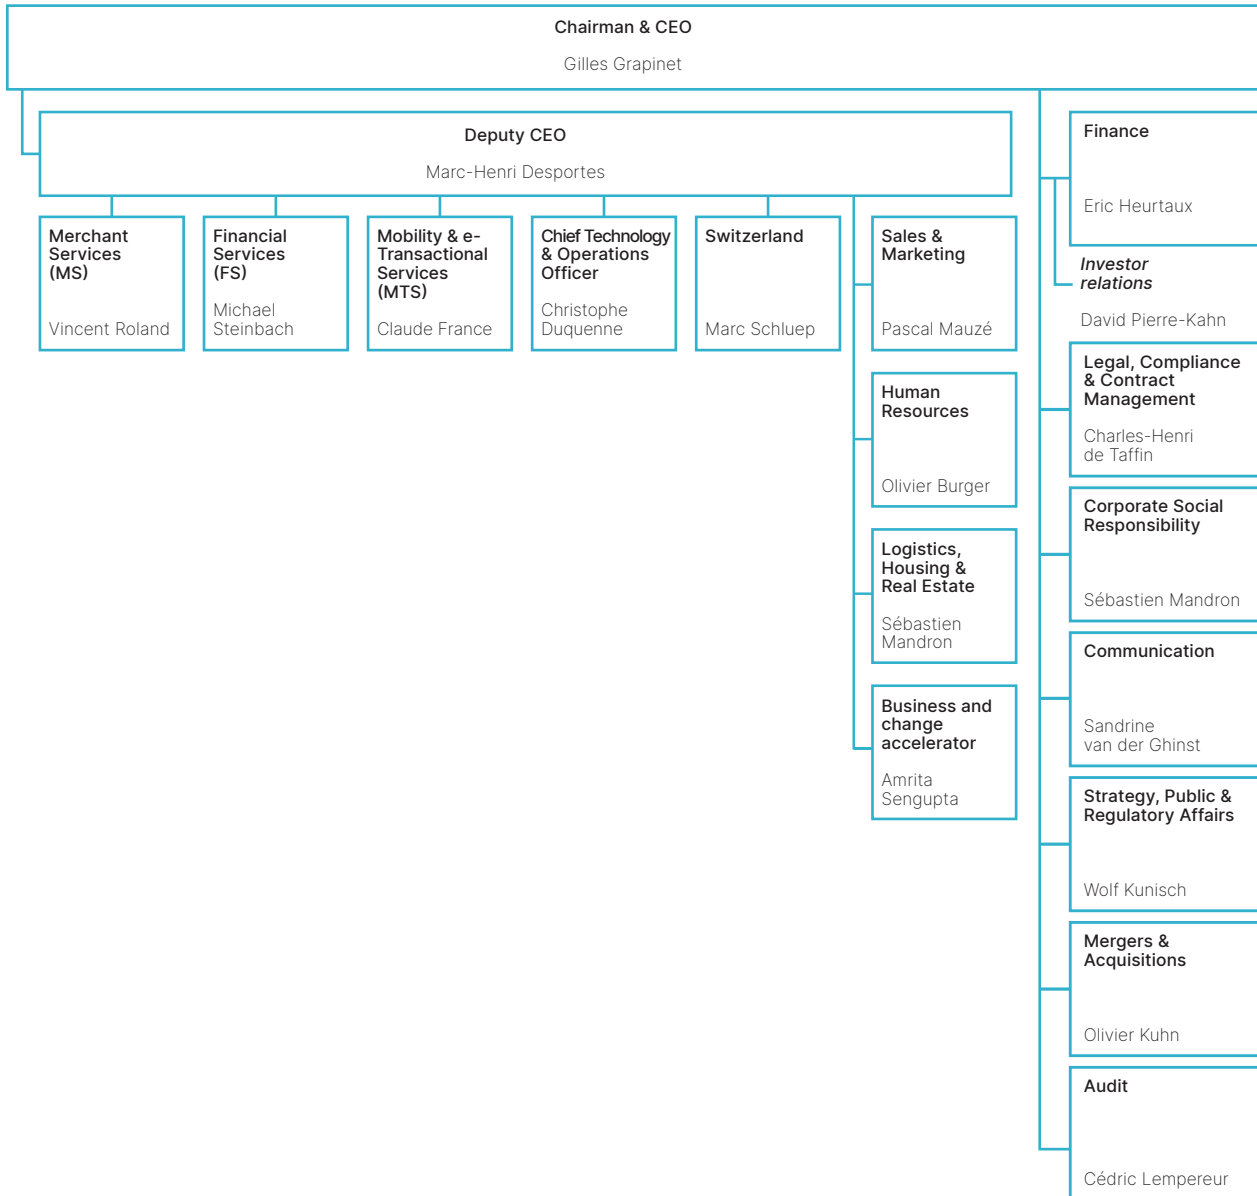 Chairman & CEO
Gilles Grapinet
Deputy CEO
Marc-Henri Desportes
Merchant
Services
(MS)
Vincent Roland
Financial
Services
(FS)
Michael
Steinbach
Mobility & e-
Transactional
Services
(MTS)
Claude France
Chief Technology
& Operations
Officer
Christophe
Duquenne
Switzerland
Marc Schluep
Sales &
Marketing
Pascal Mauzé
Human
Resources
Olivier Burger
Logistics,
Housing &
Real Estate
Sébastien
Mandron
Business and
change
accelerator
Amrita
Sengupta
Finance
Eric Heurtaux
Investor
relations
David Pierre-Kahn
Legal, Compliance
& Contract
Management
Charles-Henri
de Taffin
Corporate Social
Responsibility
Sébastien Mandron
Communication
Sandrine
van der Ghinst
Strategy, Public &
Regulatory Affairs
Wolf Kunisch
Mergers &
Acquisitions
Olivier Kuhn
Audit
Cédric Lempereur